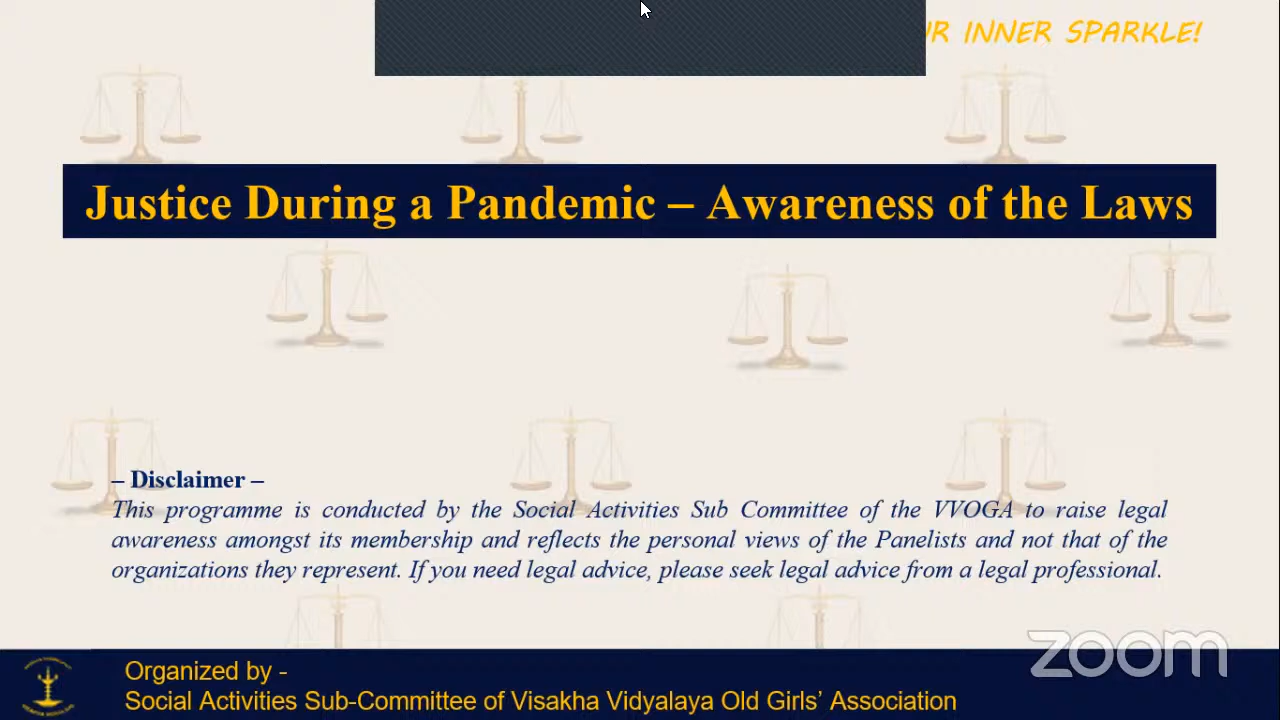 INNER SPARKLE!
Justice During a Pandemic – Awareness of the Laws
– Disclaimer –
This programme is conducted by the Social Activities Sub Committee of the VVOGA to raise legal
awareness amongst its membership and reflects the personal views of the Panelists and not that of the
organizations they represent. If you need legal advice, please seek legal advice from a legal professional.
zoom
Organized by -
Social Activities Sub-Committee of Visakha Vidyalaya Old Girls’ Association